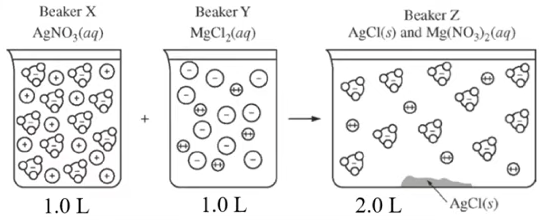 Beaker X
AgNO₃(aq)
Beaker Y
MgCl₂(aq)
Beaker Z
AgCl(s) and Mg(NO₃)₂(aq)
+
AgCl(s)
1.0 L
1.0 L
2.0 L